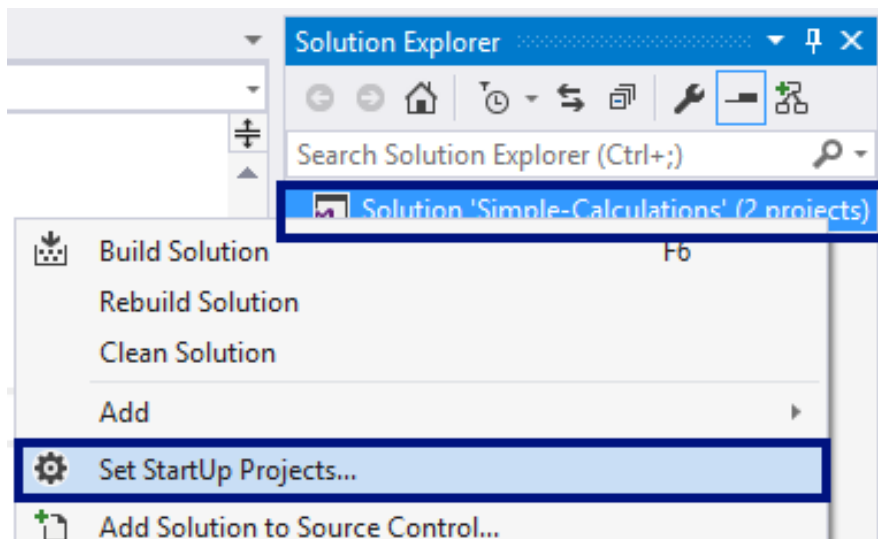 Solution Explorer
Search Solution Explorer (Ctrl+;)
Solution 'Simple-Calculations' (2 projects)
Build Solution F6
Rebuild Solution
Clean Solution
Add
Set StartUp Projects...
Add Solution to Source Control...